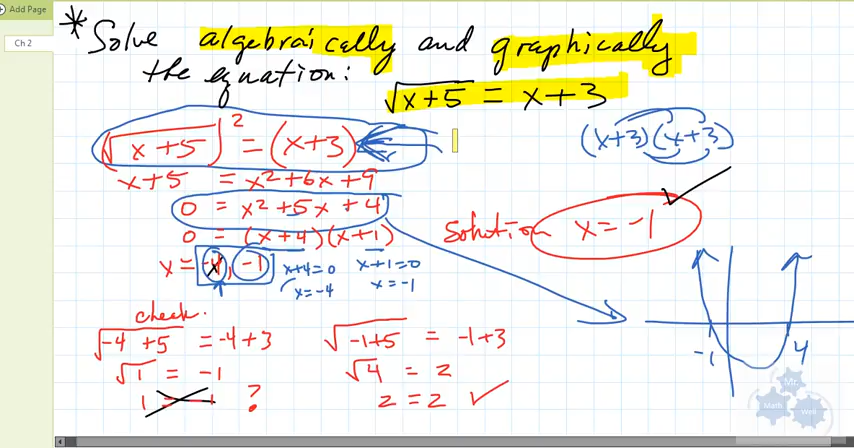 Add Page
Ch 2
* Solve algebraically and graphically
the equation:
√x+5 = x+3
(√x+5)² = (x+3)
(x+3)(x+3)
x+5 = x²+6x+9
0 = x²+5x+4
0 = (x+4)(x+1)
x = -4, -1
x+4=0
x=-4
x+1=0
x=-1
Solution x = -1
check.
√-4+5 = -4+3
√1 = -1
1 = -1 ?
√-1+5 = -1+3
√4 = 2
2 = 2 ✓
-1
4
Mr.
Math
Well